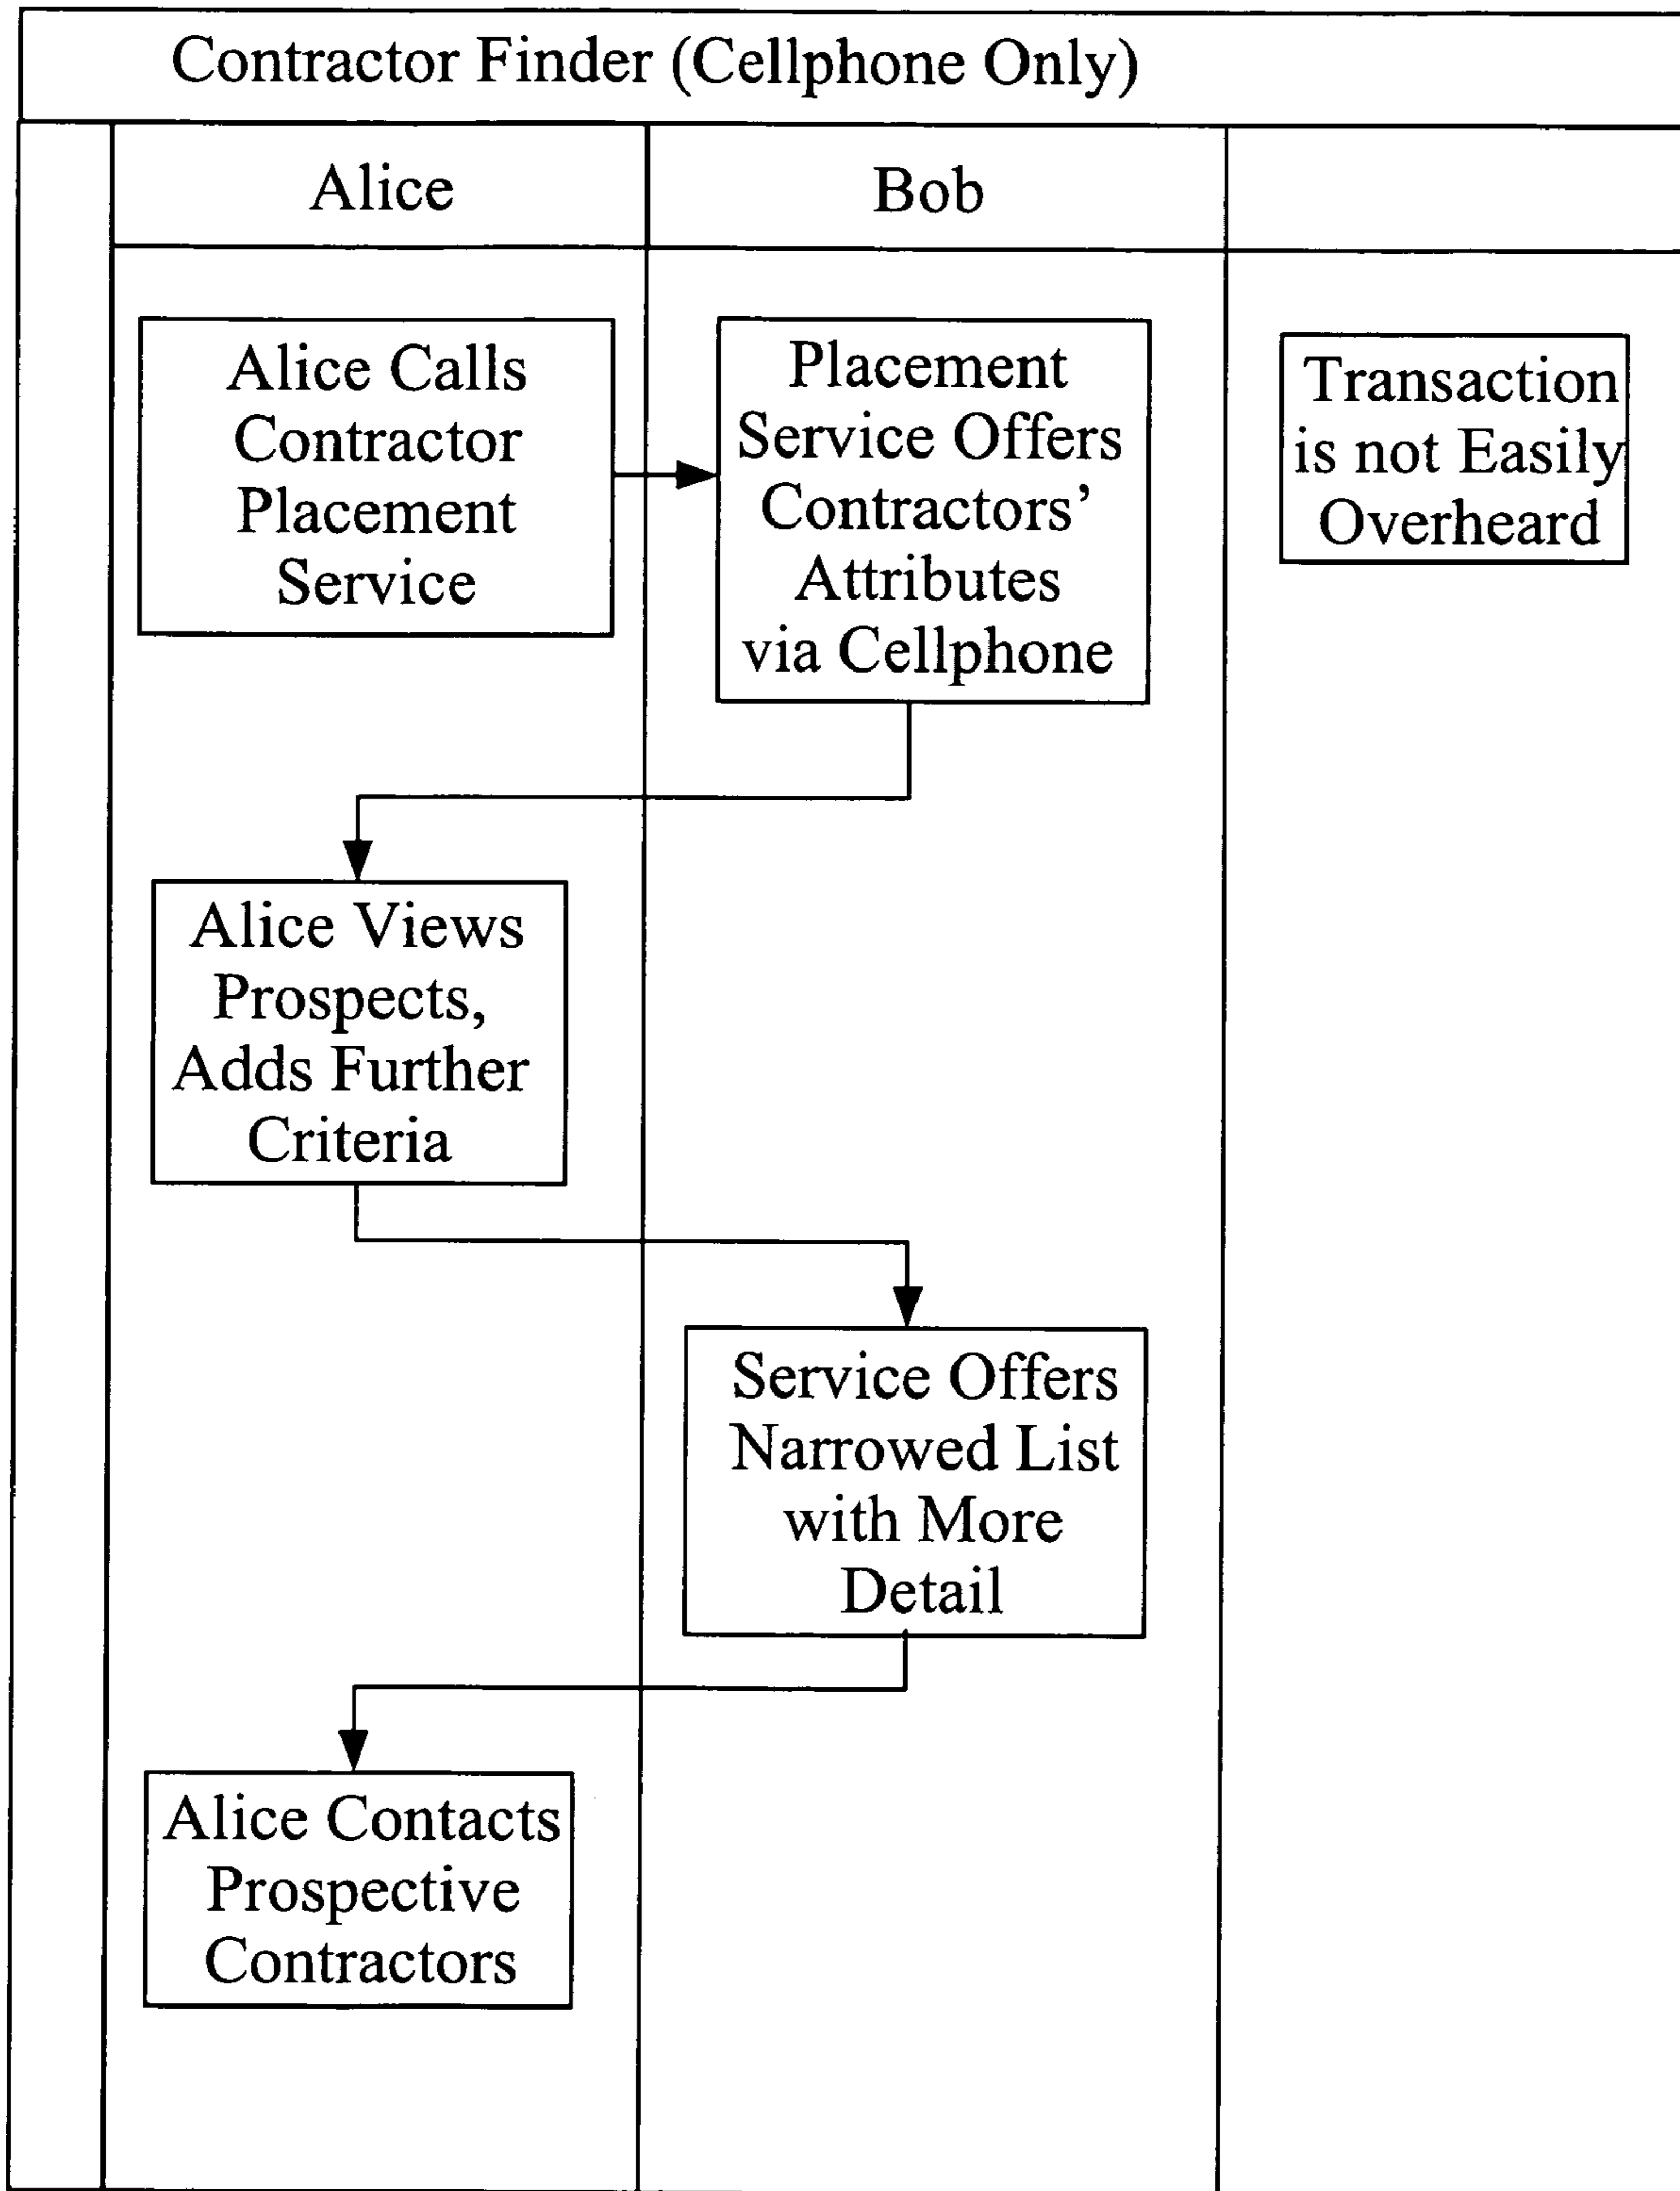 Contractor Finder (Cellphone Only)
Alice
Bob
Alice Calls
Contractor
Placement
Service
Placement
Service Offers
Contractors’
Attributes
via Cellphone
Transaction
is not Easily
Overheard
Alice Views
Prospects,
Adds Further
Criteria
Service Offers
Narrowed List
with More
Detail
Alice Contacts
Prospective
Contractors